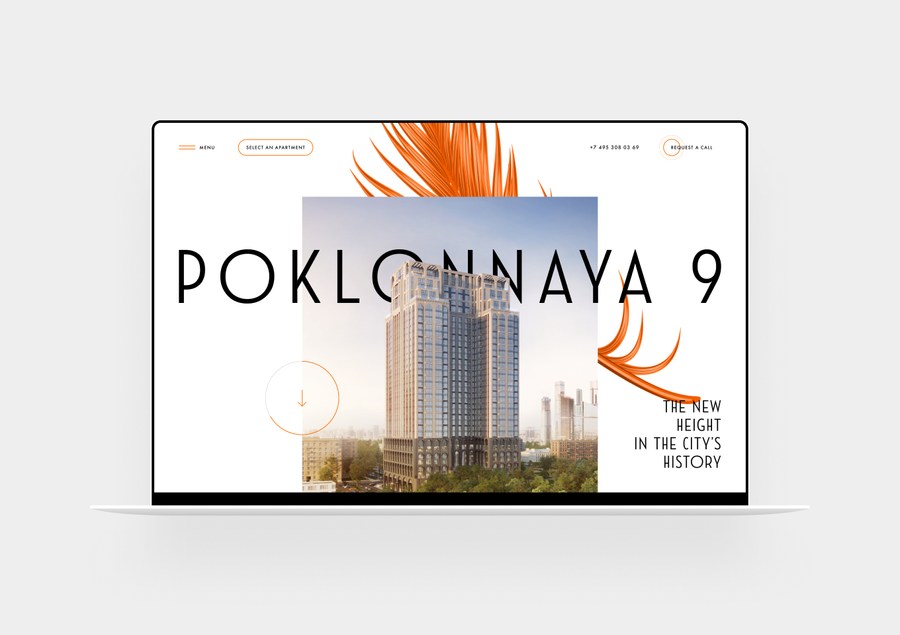 MENU
SELECT AN APARTMENT
+7 495 308 03 69
REQUEST A CALL
POKLONNAYA 9
THE NEW
HEIGHT
IN THE CITY'S
HISTORY